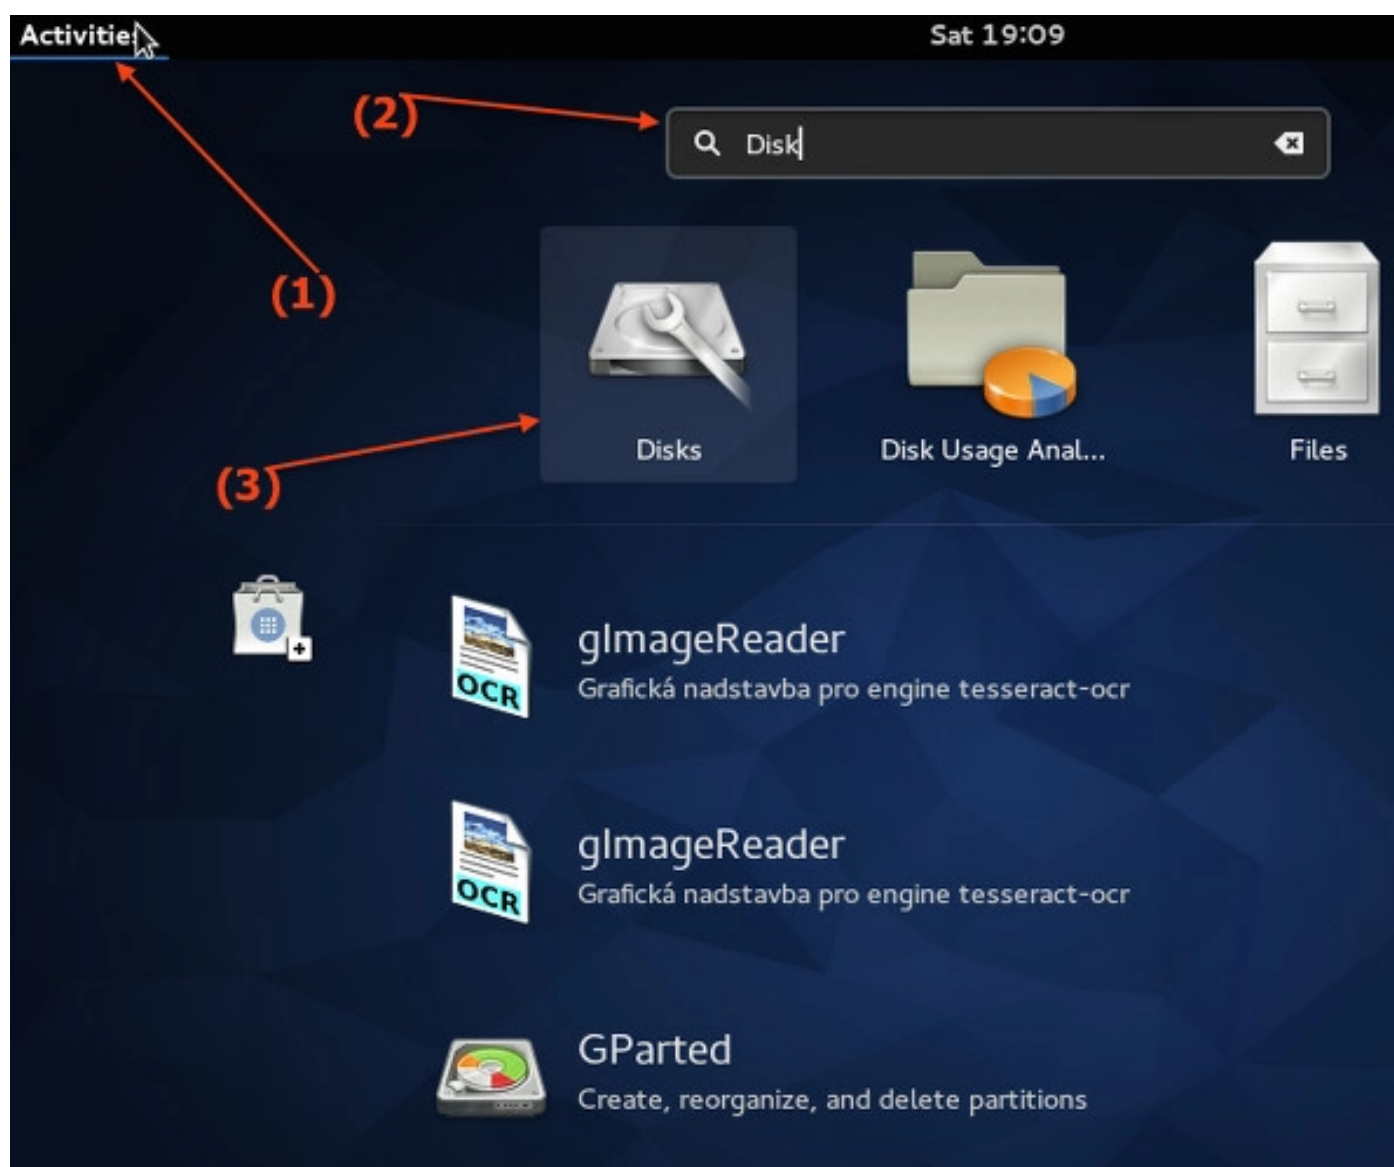 Activities
Sat 19:09
(2)
Disk
(1)
Disks
Disk Usage Anal...
Files
(3)
gImageReader
OCR
Grafická nadstavba pro engine tesseract-ocr
gImageReader
OCR
Grafická nadstavba pro engine tesseract-ocr
GParted
Create, reorganize, and delete partitions